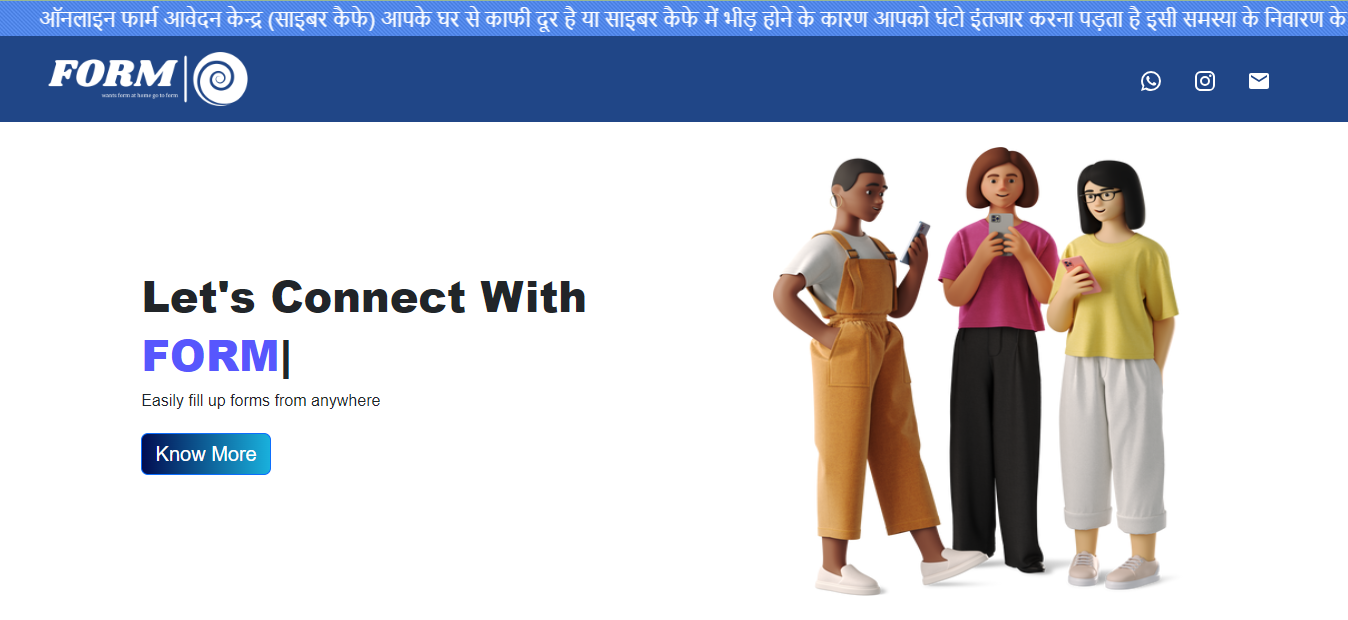 ऑनलाइन फार्म आवेदन केन्द्र (साइबर कैफे) आपके घर से काफी दूर है या साइबर कैफे में भीड़ होने के कारण आपको घंटो इंतजार करना पड़ता है इसी समस्या के निवारण के
FORM
wants form at home go to form
Let's Connect With
FORM|
Easily fill up forms from anywhere
Know More